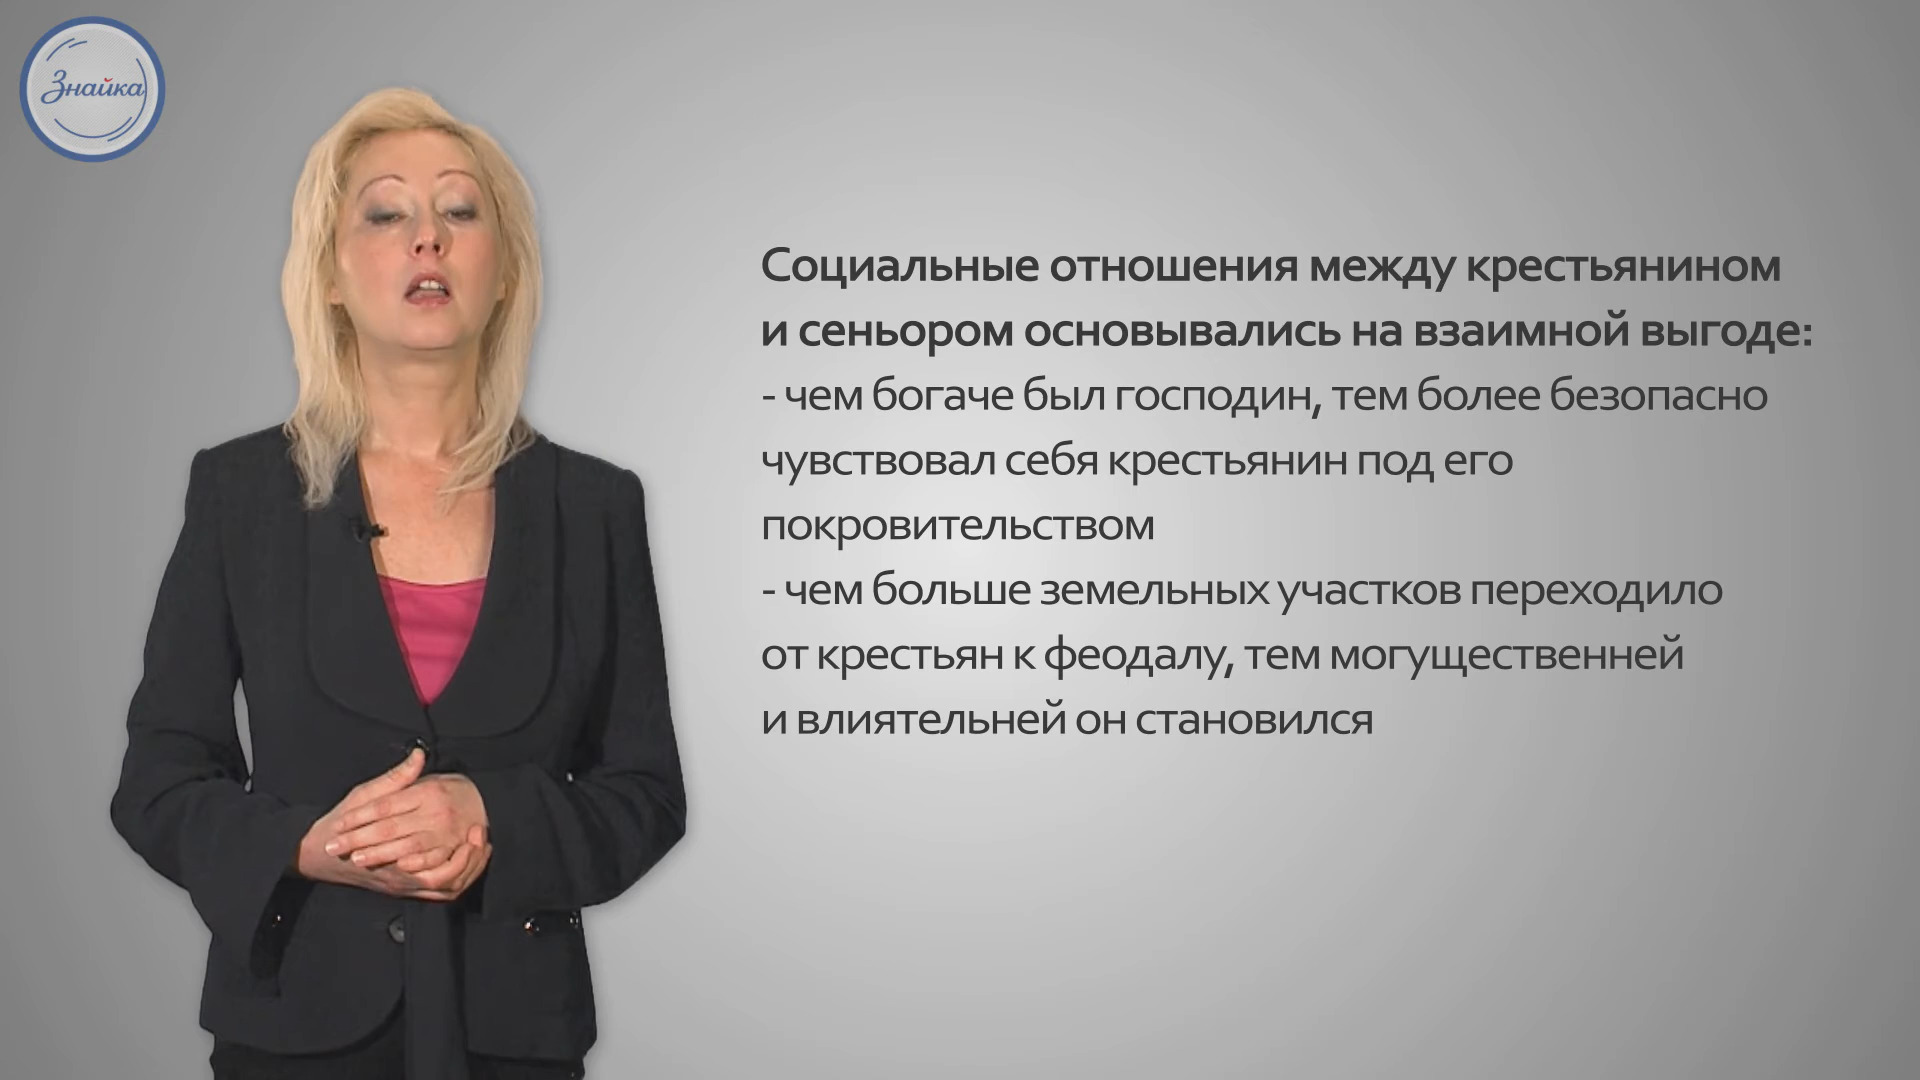 Знайка
Социальные отношения между крестьянином
и сеньором основывались на взаимной выгоде:
- чем богаче был господин, тем более безопасно
чувствовал себя крестьянин под его
покровительством
- чем больше земельных участков переходило
от крестьян к феодалу, тем могущественней
и влиятельней он становился